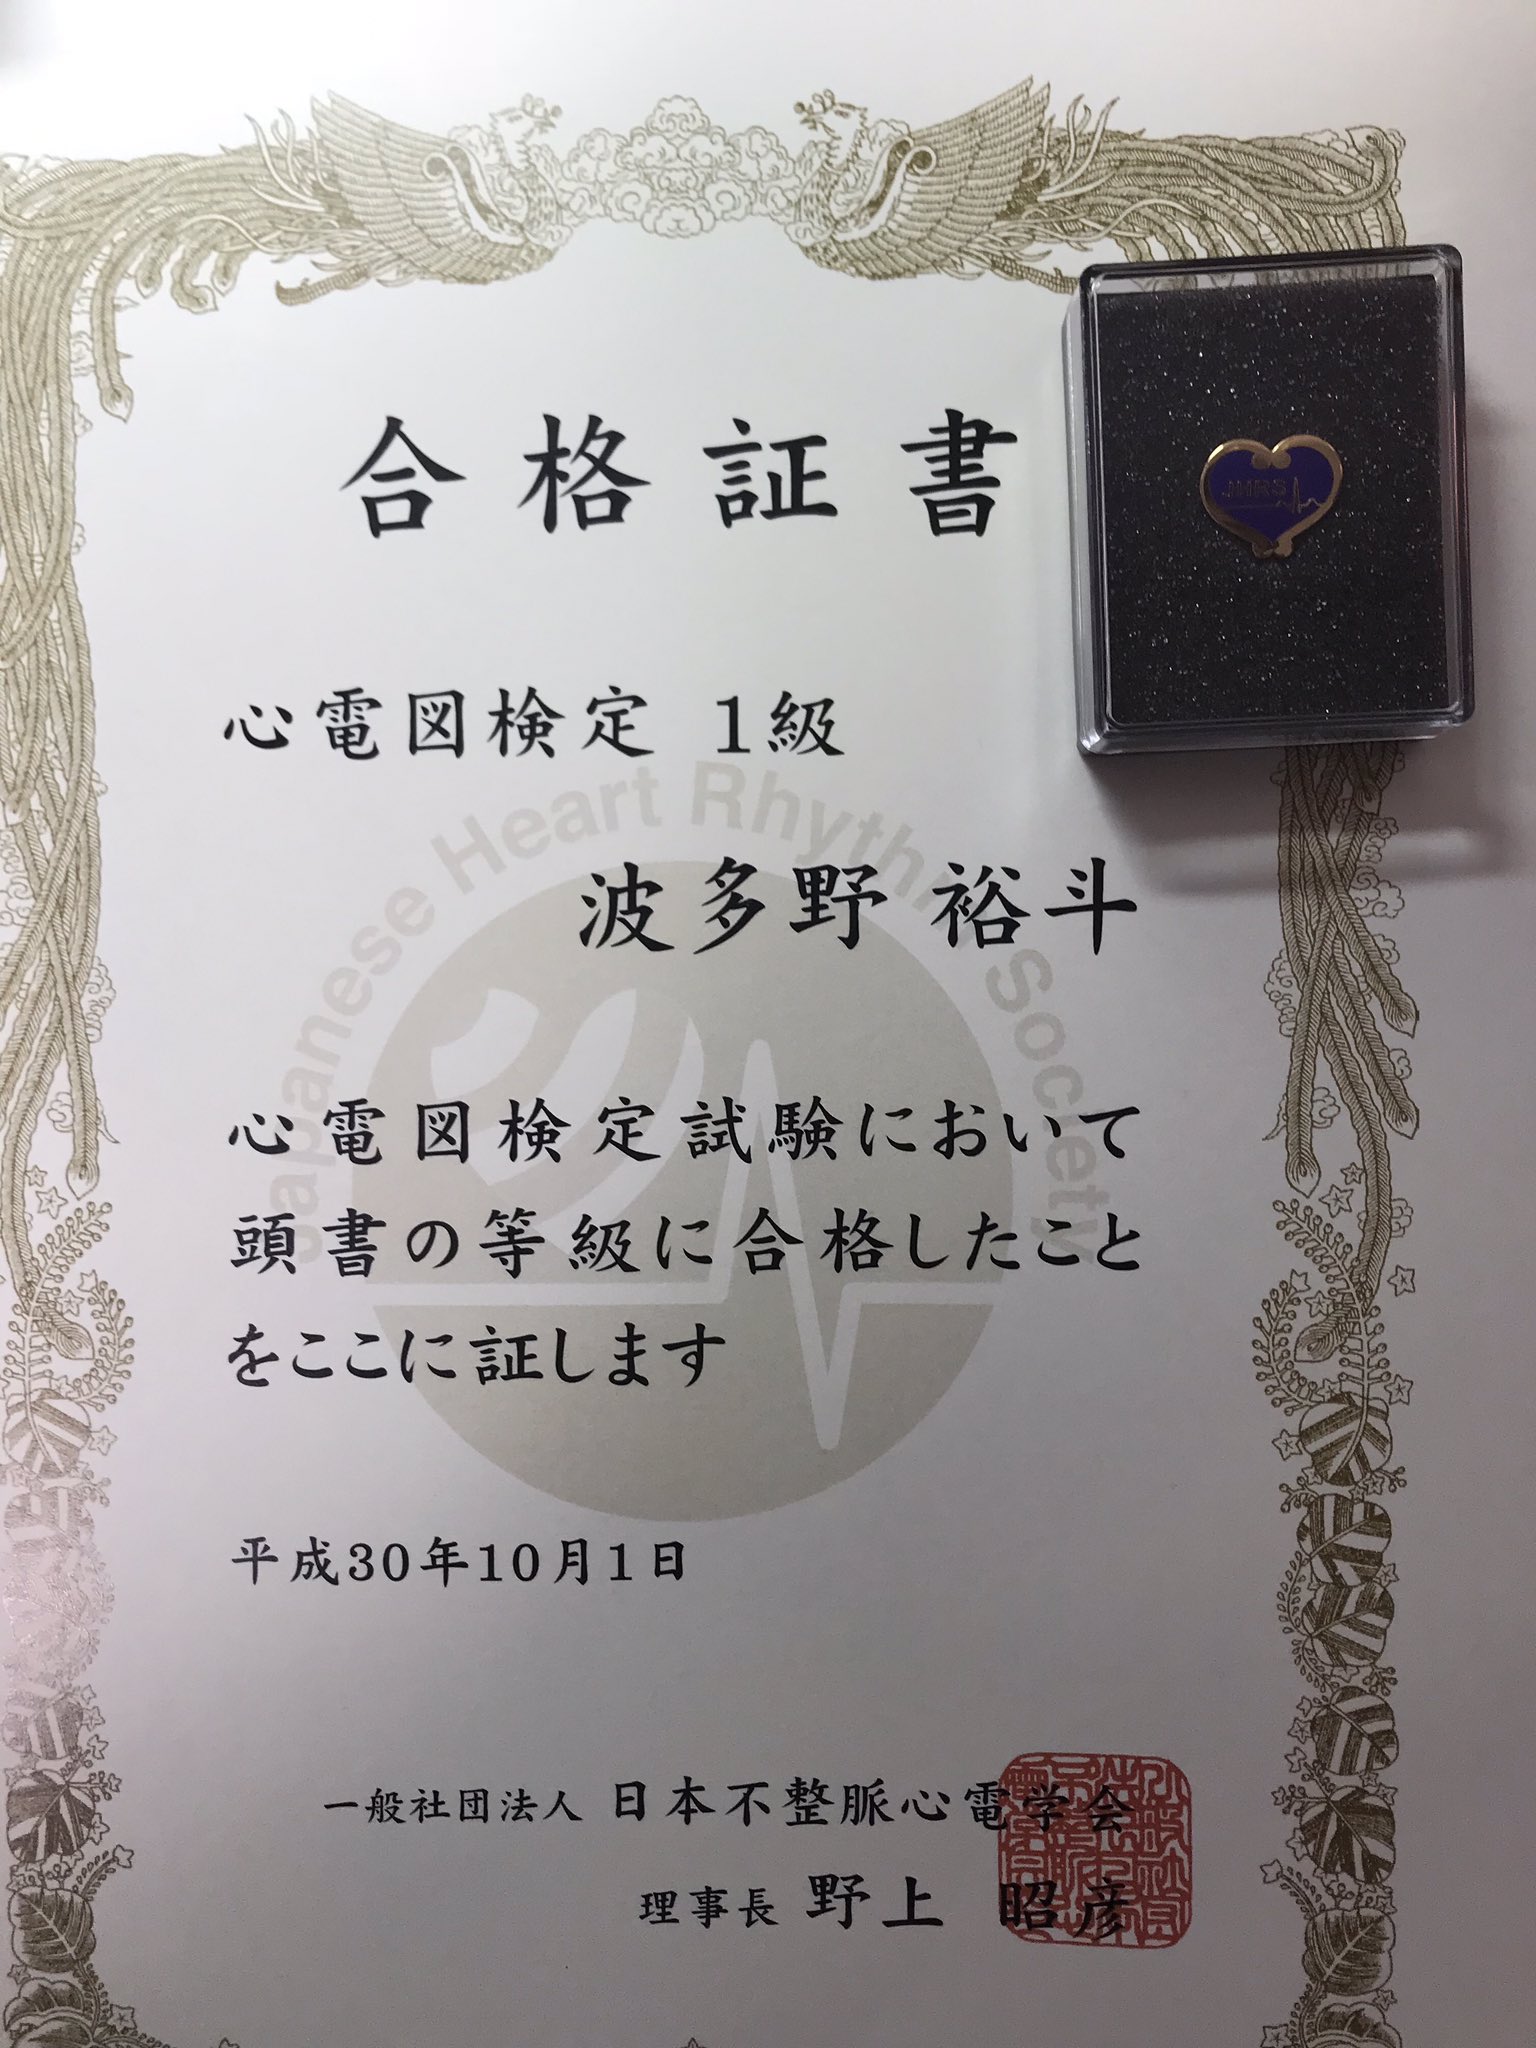 合格証書
JHRS
心電図検定 1級
Japanese Heart Rhythm Society
波多野 裕斗
心電図検定試験において
頭書の等級に合格したこと
をここに証します
平成30年10月1日
一般社団法人 日本不整脈心電学会
理事長 野上 昭彦